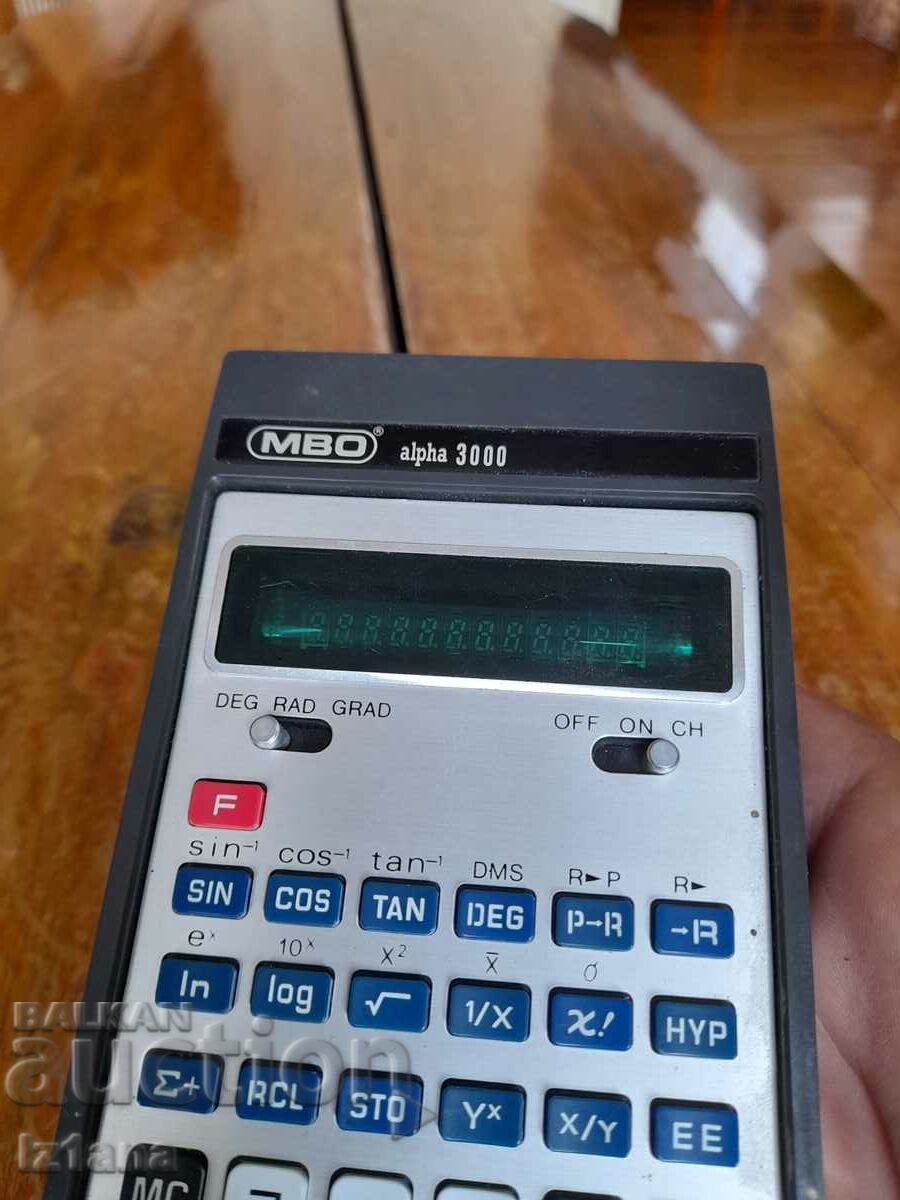 MBO® alpha 3000
DEG RAD GRAD OFF ON CH
F
sin⁻¹ cos⁻¹ tan⁻¹ DMS R►P R►
SIN COS TAN DEG P→R →R
eˣ 10ˣ X² x̄ σ
ln log √ 1/X x! HYP
Σ+ RCL STO Yˣ X/Y EE
MC
BALKAN
auction
iz1ana